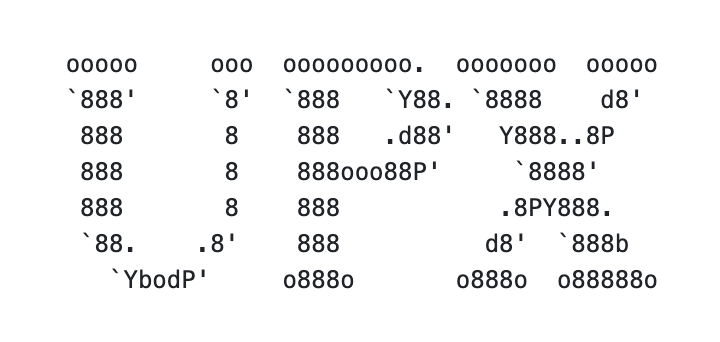 ooooo     ooo  ooooooooo.  ooooooo  ooooo
`888'     `8'  `888   `Y88. `8888    d8'
 888       8    888   .d88'   Y888..8P
 888       8    888ooo88P'     `8888'
 888       8    888           .8PY888.
 `88.    .8'    888          d8'  `888b
   `YbodP'     o888o       o888o  o88888o